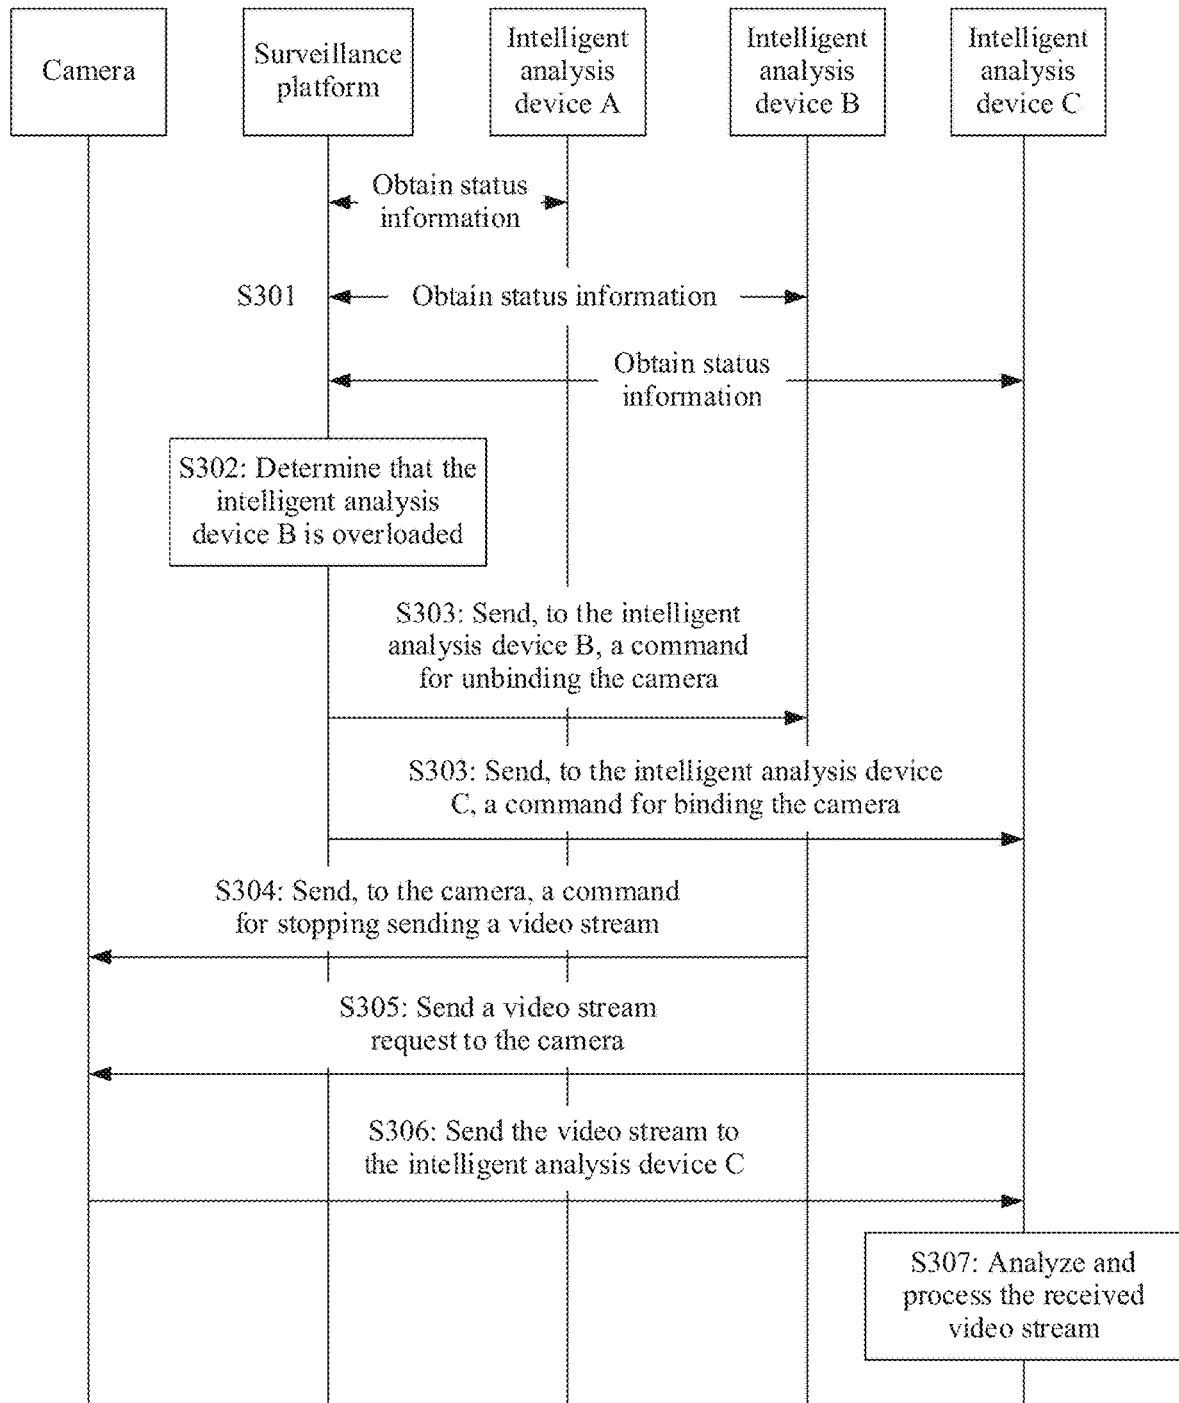 Camera
Surveillance
platform
Intelligent
analysis
device A
Intelligent
analysis
device B
Intelligent
analysis
device C
Obtain status
information
S301
Obtain status information
Obtain status
information
S302: Determine that the
intelligent analysis
device B is overloaded
S303: Send, to the intelligent
analysis device B, a command
for unbinding the camera
S303: Send, to the intelligent analysis device
C, a command for binding the camera
S304: Send, to the camera, a command
for stopping sending a video stream
S305: Send a video stream
request to the camera
S306: Send the video stream to
the intelligent analysis device C
S307: Analyze and
process the received
video stream